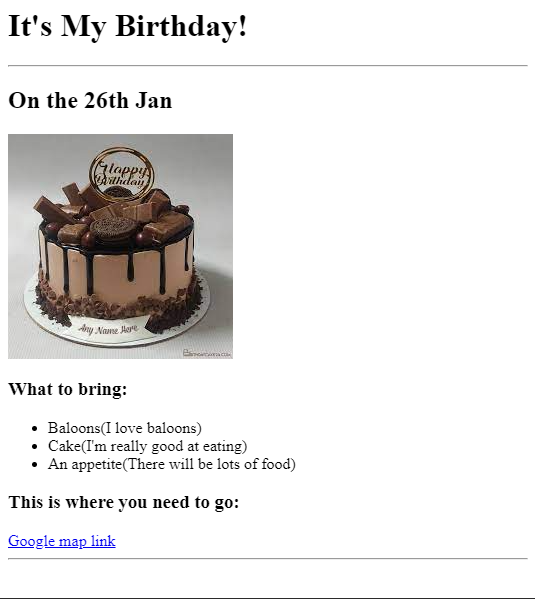 It's My Birthday!
On the 26th Jan
Happy
Birthday
Any Name Here
What to bring:
Baloons(I love baloons)
Cake(I'm really good at eating)
An appetite(There will be lots of food)
This is where you need to go:
Google map link